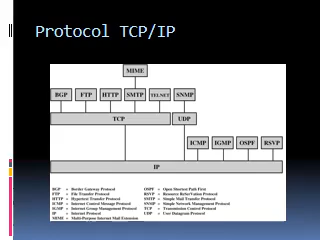 Protocol TCP/IP
MIME
BGP FTP HTTP SMTP TELNET SNMP
TCP UDP
ICMP IGMP OSPF RSVP
IP
BGP = Border Gateway Protocol OSPF = Open Shortest Path First
FTP = File Transfer Protocol RSVP = Resource ReSerVation Protocol
HTTP = Hypertext Transfer Protocol SMTP = Simple Mail Transfer Protocol
ICMP = Internet Control Message Protocol SNMP = Simple Network Management Protocol
IGMP = Internet Group Management Protocol TCP = Transmission Control Protocol
IP = Internet Protocol UDP = User Datagram Protocol
MIME = Multi-Purpose Internet Mail Extension